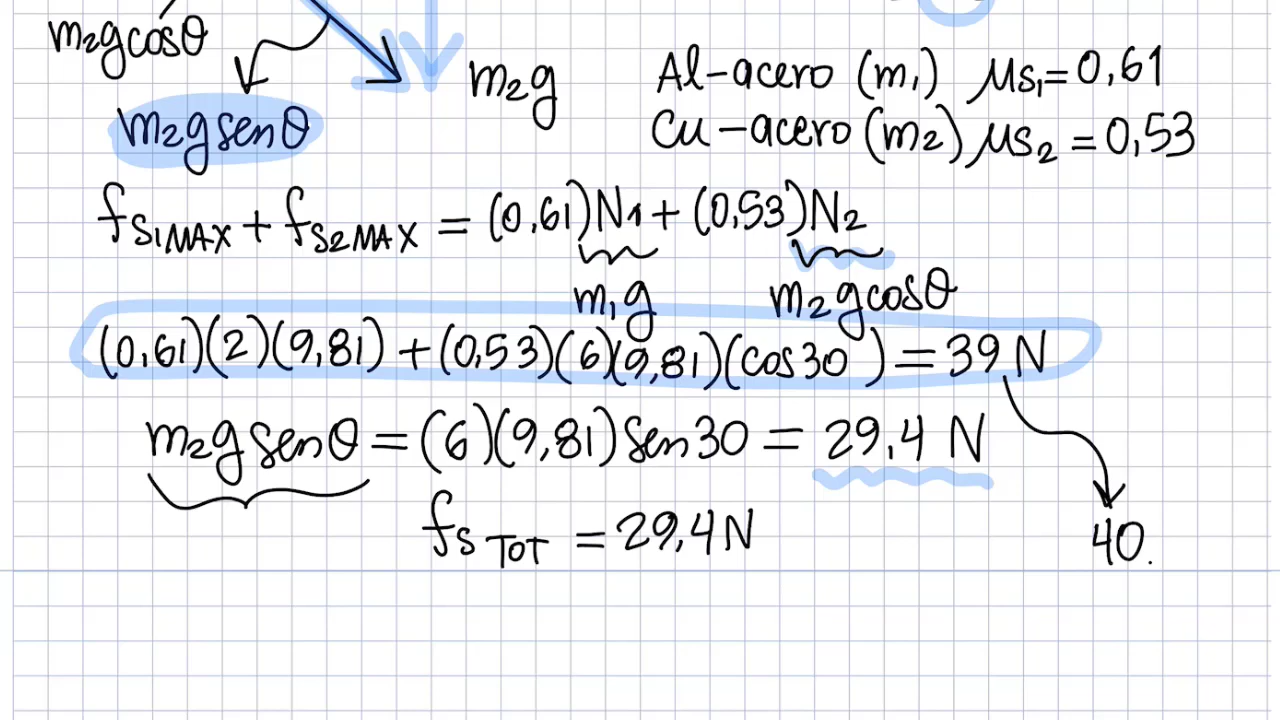 m₂gcosθ
m₂g
m₂gsenθ
Al-acero (m₁) μs₁=0,61
Cu-acero (m₂) μs₂=0,53
fs1MAX + fs2MAX = (0,61)N₁+(0,53)N₂
m₁g m₂gcosθ
(0,61)(2)(9,81)+(0,53)(6)(9,81)(cos30 )=39 N
m₂g senθ=(6)(9,81)sen30= 29,4 N
fs TOT = 29,4N
40.